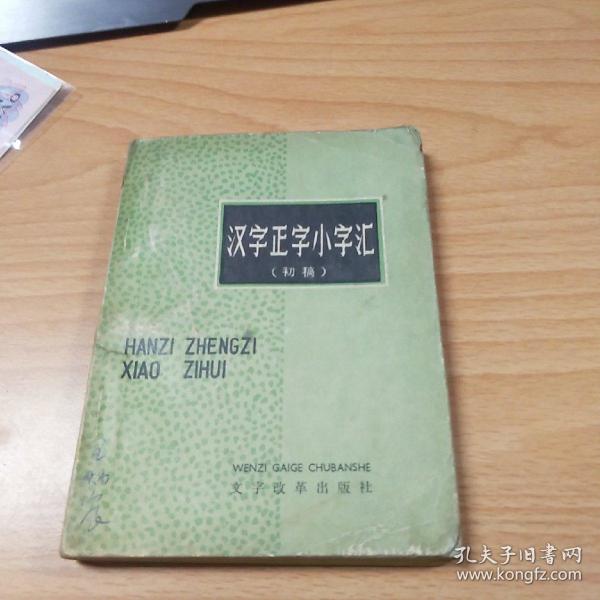 汉字正字小字汇
（初稿）
HANZI ZHENGZI
XIAO ZIHUI
WENZI GAIGE CHUBANSHE
文字改革出版社
孔夫子旧书网
www.kongfz.com